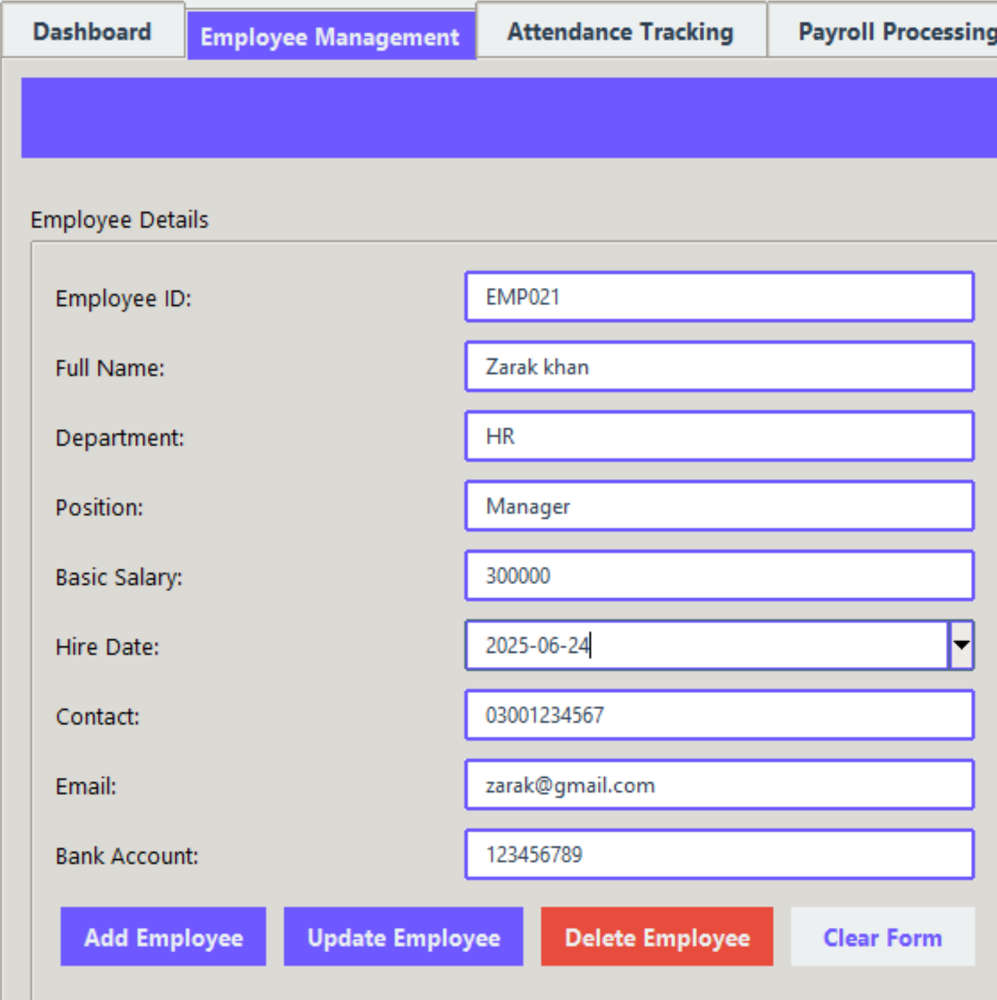 Dashboard Employee Management Attendance Tracking Payroll Processing
Employee Details
Employee ID: EMP021
Full Name: Zarak khan
Department: HR
Position: Manager
Basic Salary: 300000
Hire Date: 2025-06-24
Contact: 03001234567
Email: zarak@gmail.com
Bank Account: 123456789
Add Employee Update Employee Delete Employee Clear Form